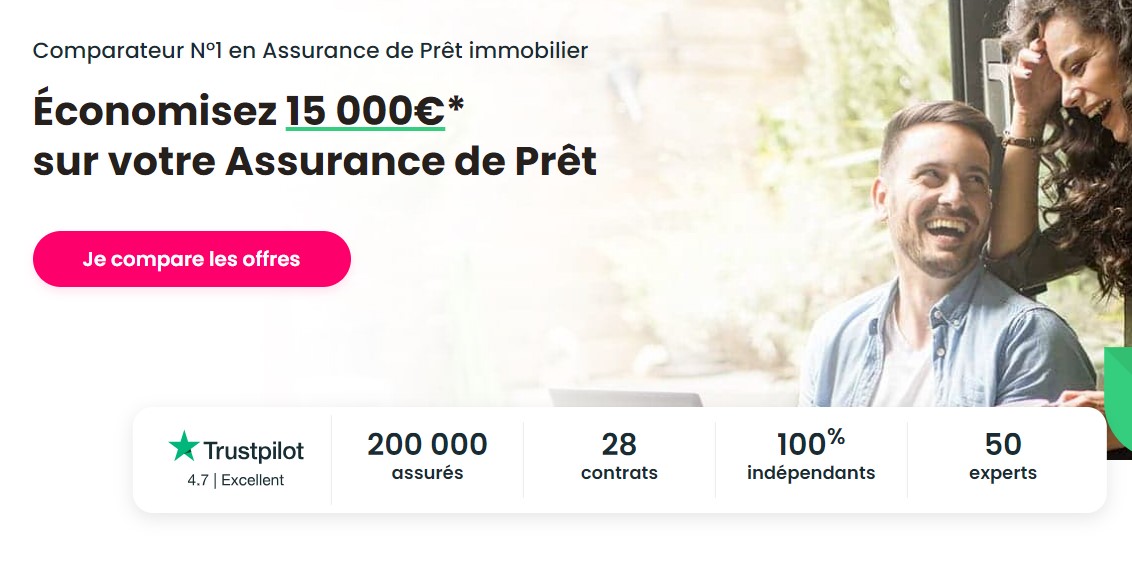 Comparateur N°1 en Assurance de Prêt immobilier
Économisez 15 000€*
sur votre Assurance de Prêt
Je compare les offres
Trustpilot
4.7 | Excellent
200 000
assurés
28
contrats
100%
indépendants
50
experts